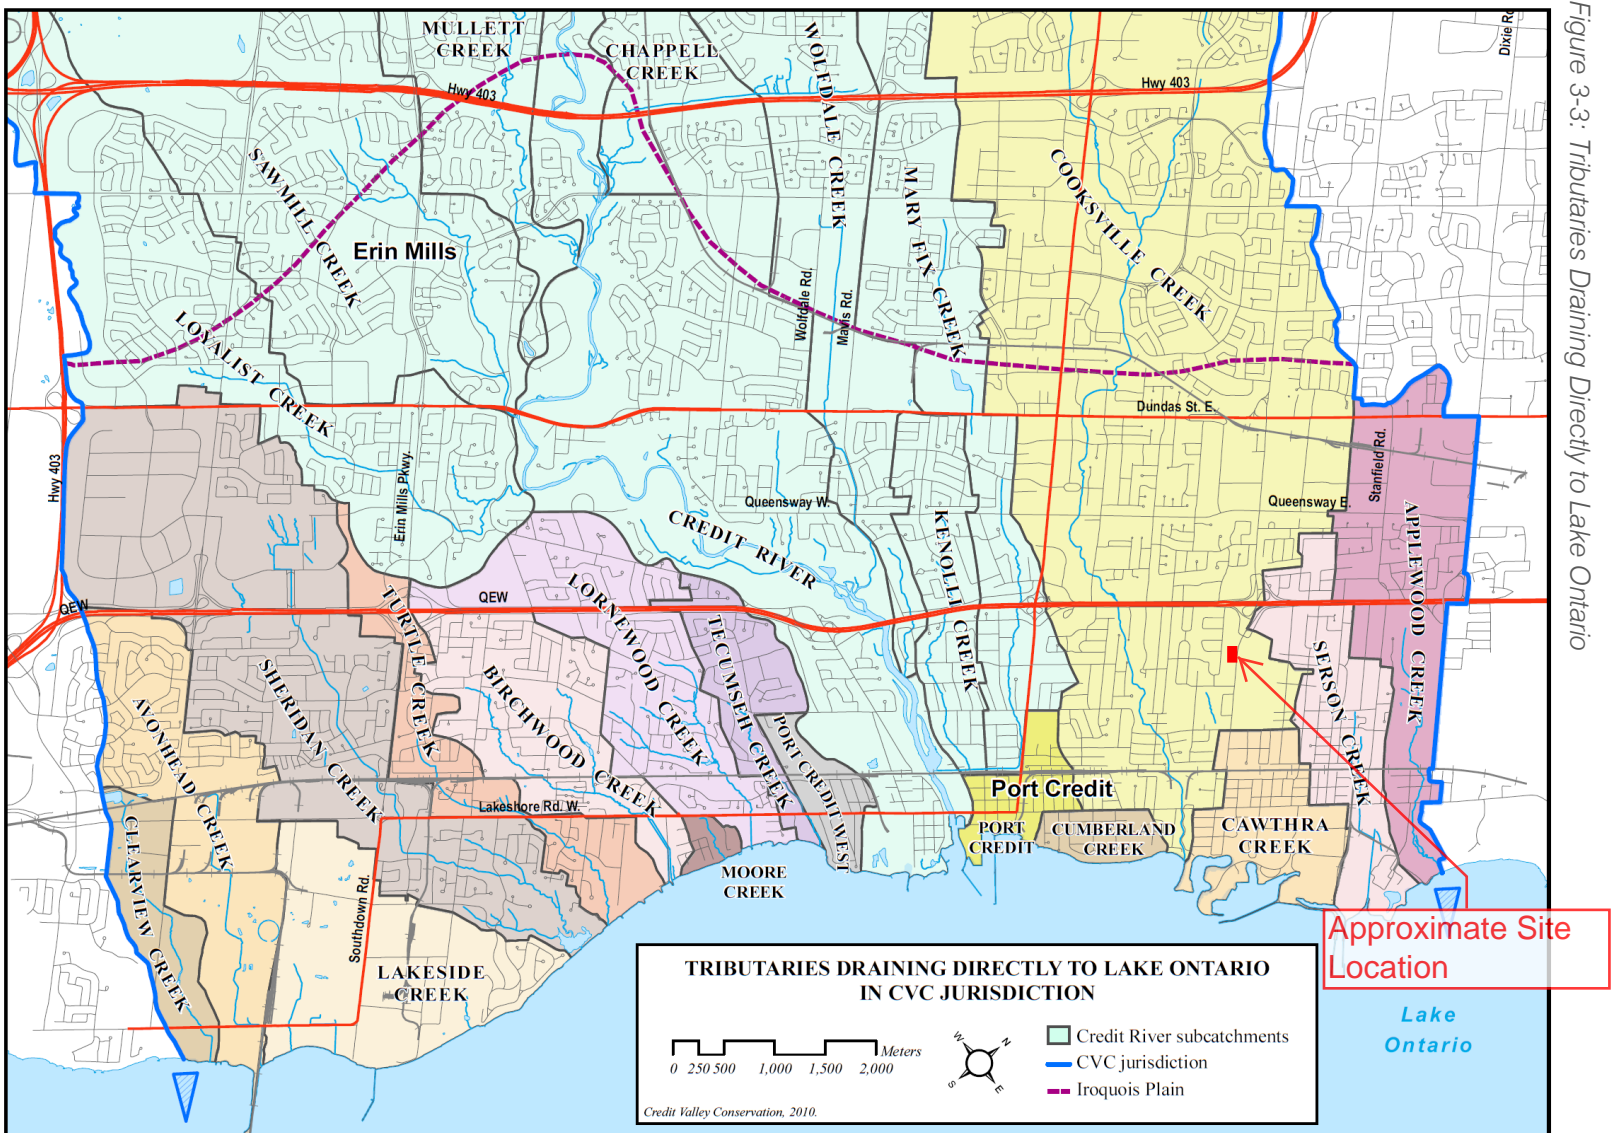 Figure 3-3: Tributaries Draining Directly to Lake Ontario
MULLETT
CREEK
CHAPPELL
CREEK
WOLFDALE CREEK
Hwy 403
Hwy 403
SAWMILL CREEK
Erin Mills
MARY FIX CREEK
COOKSVILLE CREEK
Wolfdale Rd.
Mavis Rd.
LOYALIST CREEK
Dundas St. E.
Hwy 403
Erin Mills Pkwy.
Queensway W.
Queensway E.
Stanfield Rd.
CREDIT RIVER
KENOLLI CREEK
APPLEWOOD CREEK
QEW
QEW
TURTLE CREEK
LORNEWOOD CREEK
TECUMSEH CREEK
SERSON CREEK
SHERIDAN CREEK
BIRCHWOOD CREEK
AVONHEAD CREEK
PORT CREDIT WEST
Port Credit
Lakeshore Rd. W.
CLEARVIEW CREEK
PORT
CREDIT
CUMBERLAND
CREEK
CAWTHRA
CREEK
MOORE
CREEK
Southdown Rd.
LAKESIDE
CREEK
Approximate Site
Location
Lake
Ontario
TRIBUTARIES DRAINING DIRECTLY TO LAKE ONTARIO
IN CVC JURISDICTION
Meters
0 250 500 1,000 1,500 2,000
W N
S E
Credit River subcatchments
CVC jurisdiction
Iroquois Plain
Credit Valley Conservation, 2010.